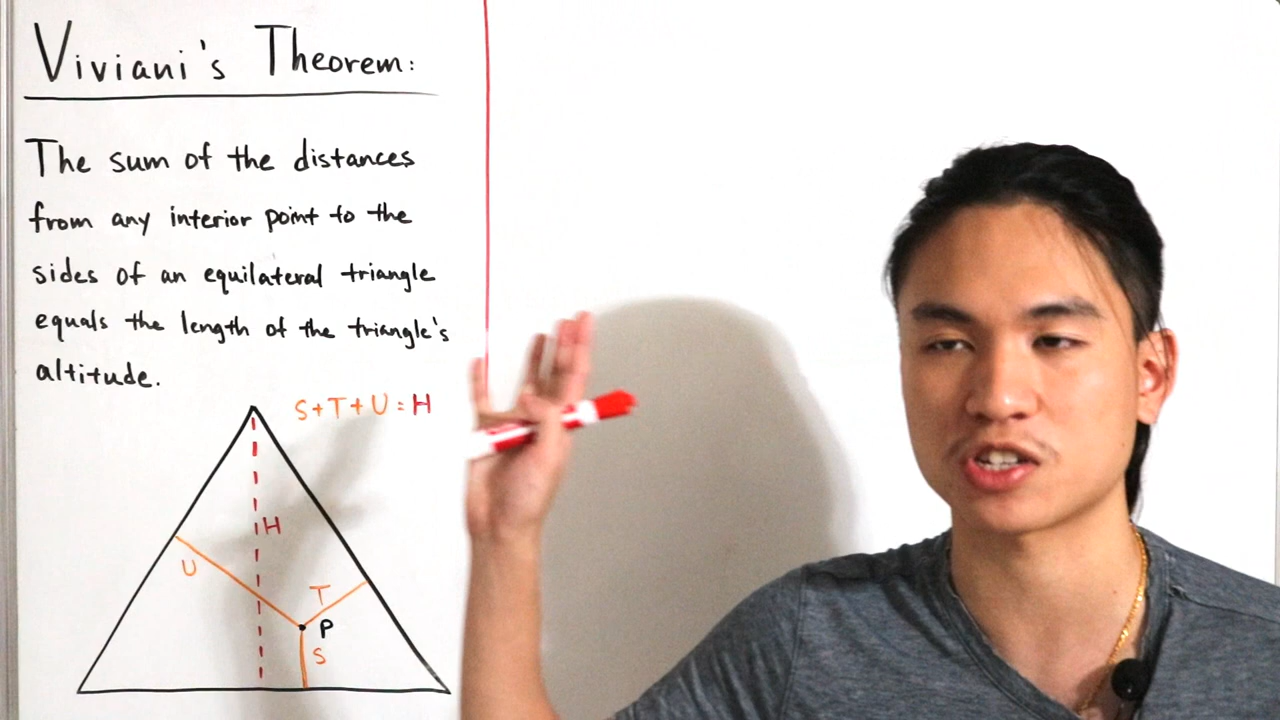 Viviani's Theorem:
The sum of the distances
from any interior point to the
sides of an equilateral triangle
equals the length of the triangle's
altitude.
S+T+U=H
H
U
T
P
S